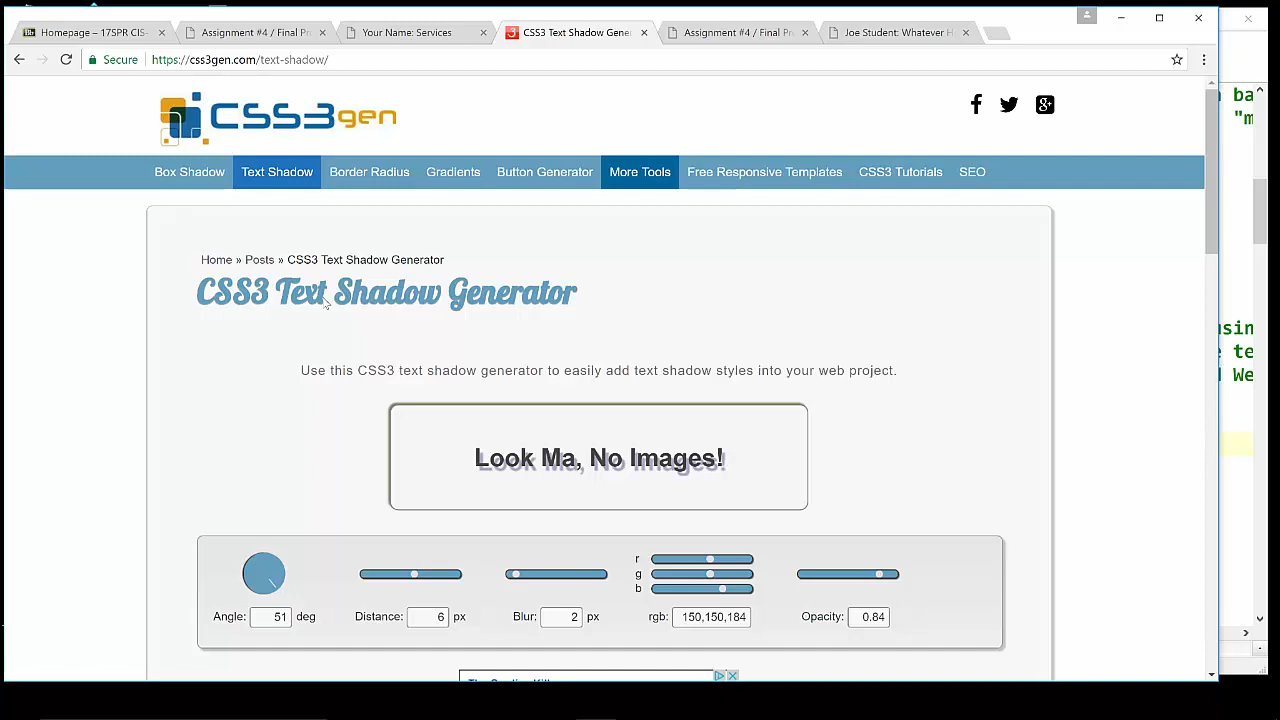 Homepage – 17SPR CIS-
Assignment #4 / Final Pr
Your Name: Services
CSS3 Text Shadow Gene
Assignment #4 / Final Pr
Joe Student: Whatever H
Secure
https://css3gen.com/text-shadow/
CSS3gen
Box Shadow
Text Shadow
Border Radius
Gradients
Button Generator
More Tools
Free Responsive Templates
CSS3 Tutorials
SEO
Home » Posts » CSS3 Text Shadow Generator
CSS3 Text Shadow Generator
Use this CSS3 text shadow generator to easily add text shadow styles into your web project.
Look Ma, No Images!
r
g
b
Angle: 51 deg
Distance: 6 px
Blur: 2 px
rgb: 150,150,184
Opacity: 0.84
ba
"m
usin
e te
d We